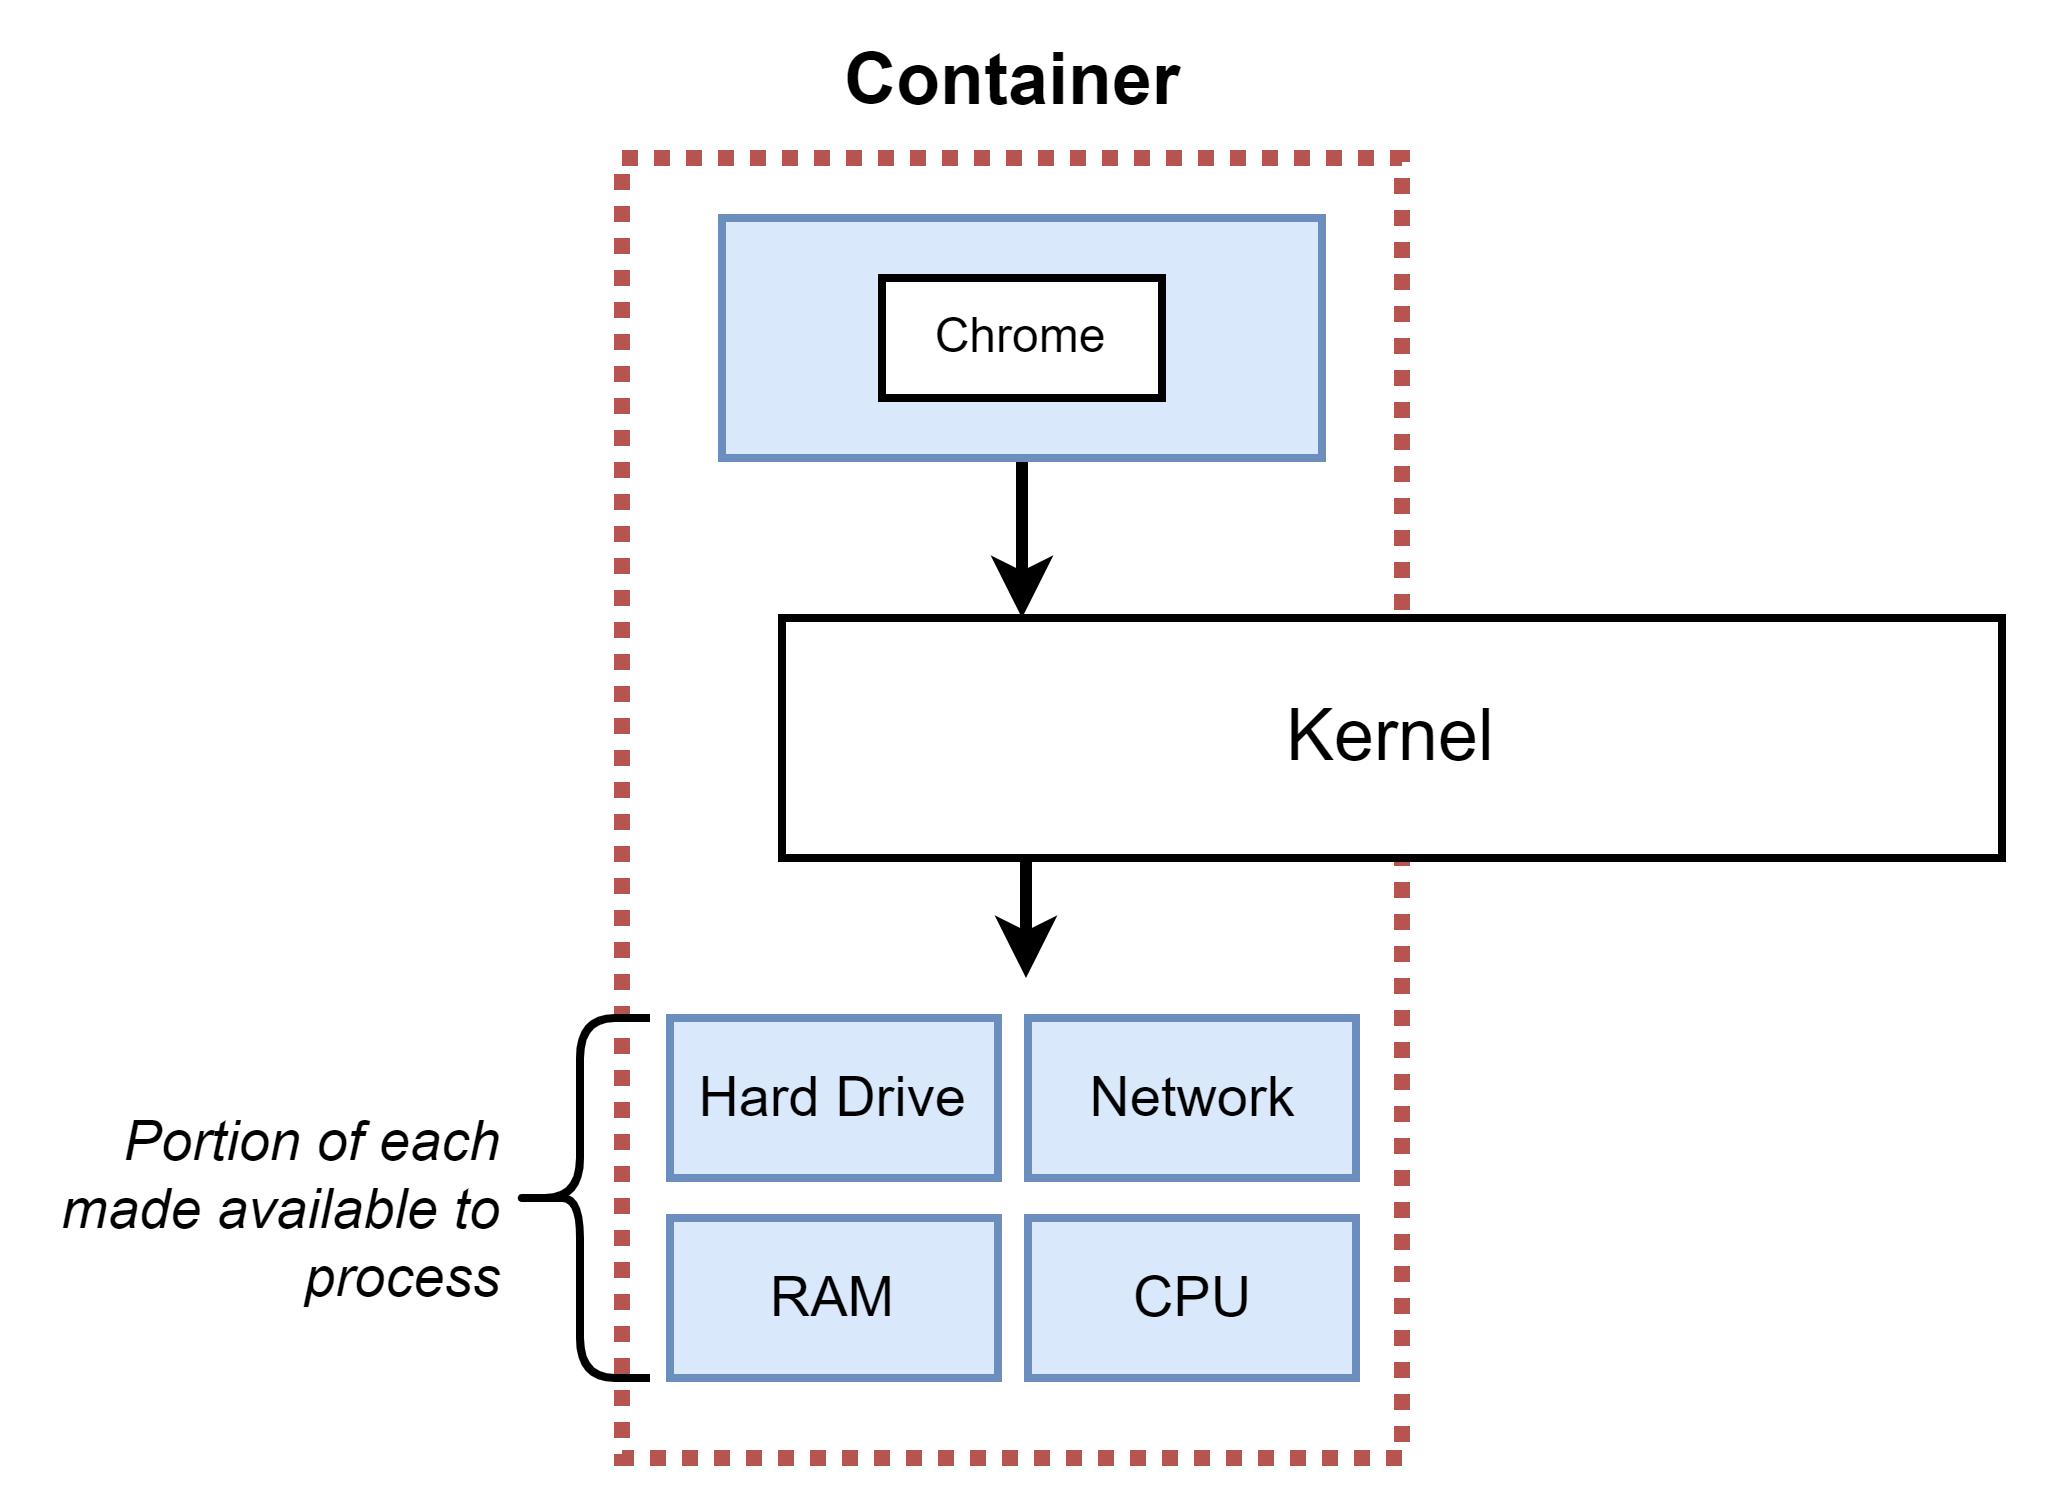 Container
Chrome
Kernel
Hard Drive
Network
Portion of each
made available to
process
RAM
CPU